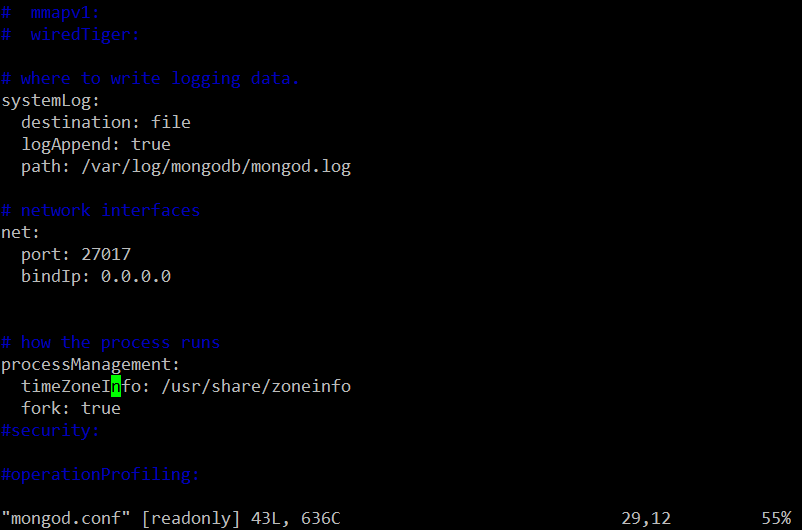 #  mmapv1:
#  wiredTiger:
# where to write logging data.
systemLog:
  destination: file
  logAppend: true
  path: /var/log/mongodb/mongod.log
# network interfaces
net:
  port: 27017
  bindIp: 0.0.0.0
# how the process runs
processManagement:
  timeZoneInfo: /usr/share/zoneinfo
  fork: true
#security:
#operationProfiling:
"mongod.conf" [readonly] 43L, 636C 29,12 55%